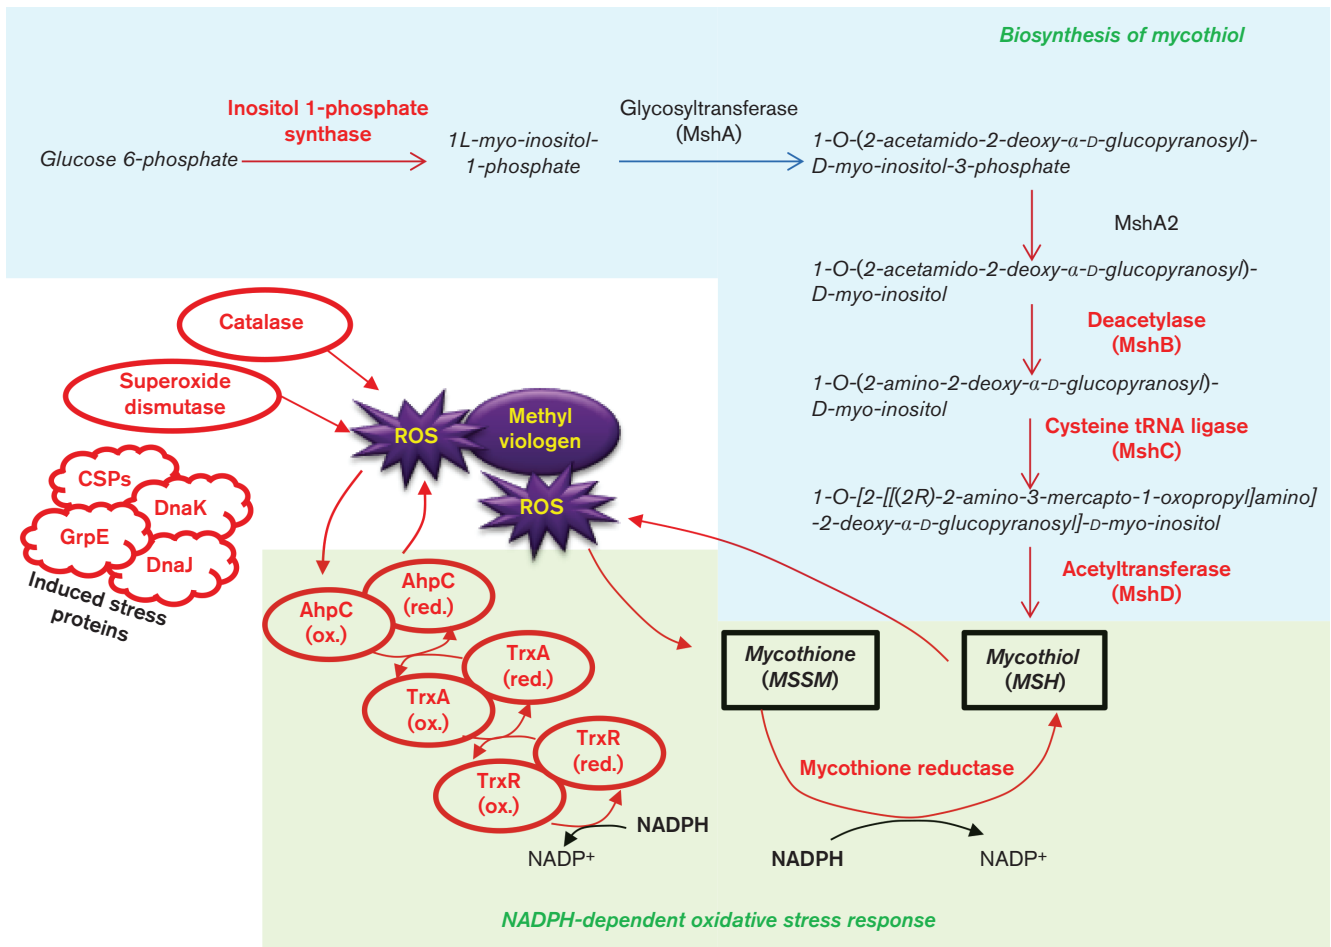 Biosynthesis of mycothiol
Inositol 1-phosphate
synthase
Glucose 6-phosphate
1L-myo-inositol-
1-phosphate
Glycosyltransferase
(MshA)
1-O-(2-acetamido-2-deoxy-α-D-glucopyranosyl)-
D-myo-inositol-3-phosphate
MshA2
1-O-(2-acetamido-2-deoxy-α-D-glucopyranosyl)-
D-myo-inositol
Deacetylase
(MshB)
1-O-(2-amino-2-deoxy-α-D-glucopyranosyl)-
D-myo-inositol
Cysteine tRNA ligase
(MshC)
1-O-[2-[[(2R)-2-amino-3-mercapto-1-oxopropyl]amino]
-2-deoxy-α-D-glucopyranosyl]-D-myo-inositol
Acetyltransferase
(MshD)
Catalase
Superoxide
dismutase
ROS
Methyl
viologen
ROS
CSPs
DnaK
GrpE
DnaJ
Induced stress
proteins
AhpC
(red.)
AhpC
(ox.)
TrxA
(red.)
TrxA
(ox.)
TrxR
(red.)
TrxR
(ox.)
NADPH
NADP+
Mycothione
(MSSM)
Mycothiol
(MSH)
Mycothione reductase
NADPH
NADP+
NADPH-dependent oxidative stress response